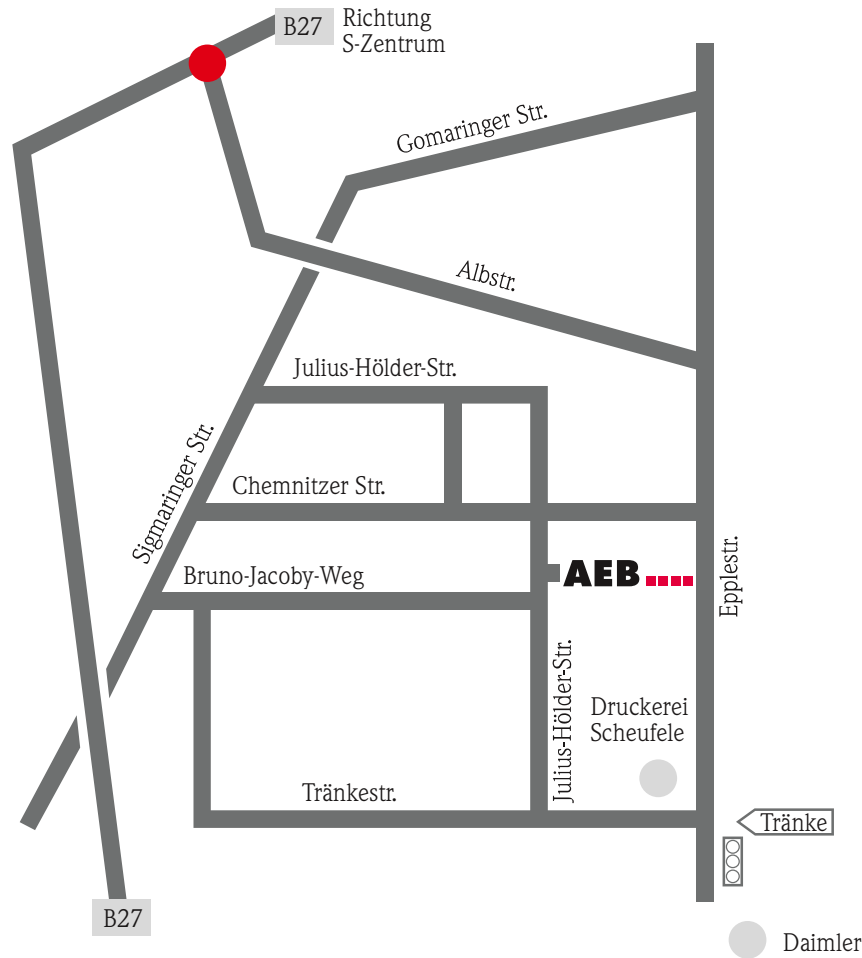 B27
Richtung
S-Zentrum
Gomaringer Str.
Albstr.
Julius-Hölder-Str.
Sigmaringer Str.
Chemnitzer Str.
Bruno-Jacoby-Weg
AEB
Epplestr.
Julius-Hölder-Str.
Druckerei
Scheufele
Tränkestr.
Tränke
B27
Daimler